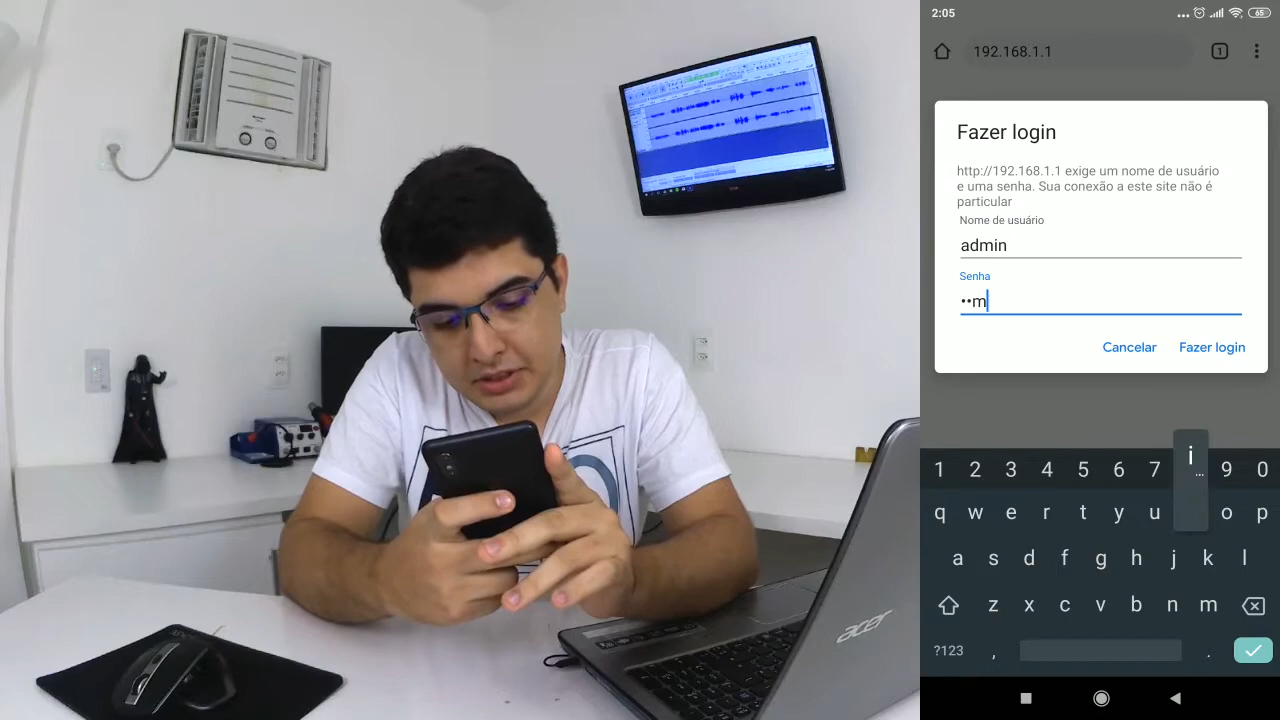 2:05
65
192.168.1.1
1
Fazer login
http://192.168.1.1 exige um nome de usuário
e uma senha. Sua conexão a este site não é
particular
Nome de usuário
admin
Senha
••m
Cancelar
Fazer login
i
...
1 2 3 4 5 6 7 9 0
q w e r t y u o p
a s d f g h j k l
z x c v b n m
?123 , .
acer